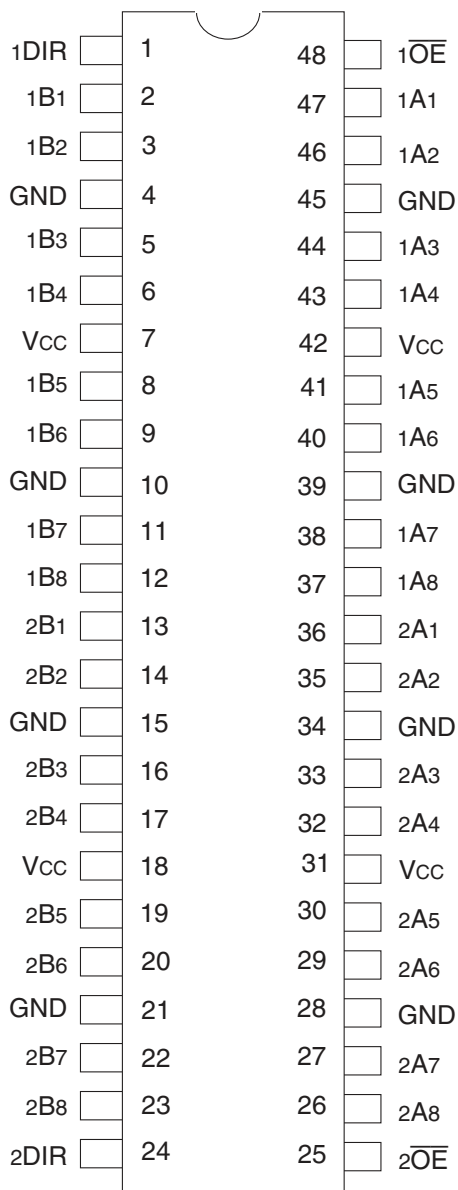 1DIR 1 48 1O̅E̅
1B1 2 47 1A1
1B2 3 46 1A2
GND 4 45 GND
1B3 5 44 1A3
1B4 6 43 1A4
VCC 7 42 VCC
1B5 8 41 1A5
1B6 9 40 1A6
GND 10 39 GND
1B7 11 38 1A7
1B8 12 37 1A8
2B1 13 36 2A1
2B2 14 35 2A2
GND 15 34 GND
2B3 16 33 2A3
2B4 17 32 2A4
VCC 18 31 VCC
2B5 19 30 2A5
2B6 20 29 2A6
GND 21 28 GND
2B7 22 27 2A7
2B8 23 26 2A8
2DIR 24 25 2O̅E̅